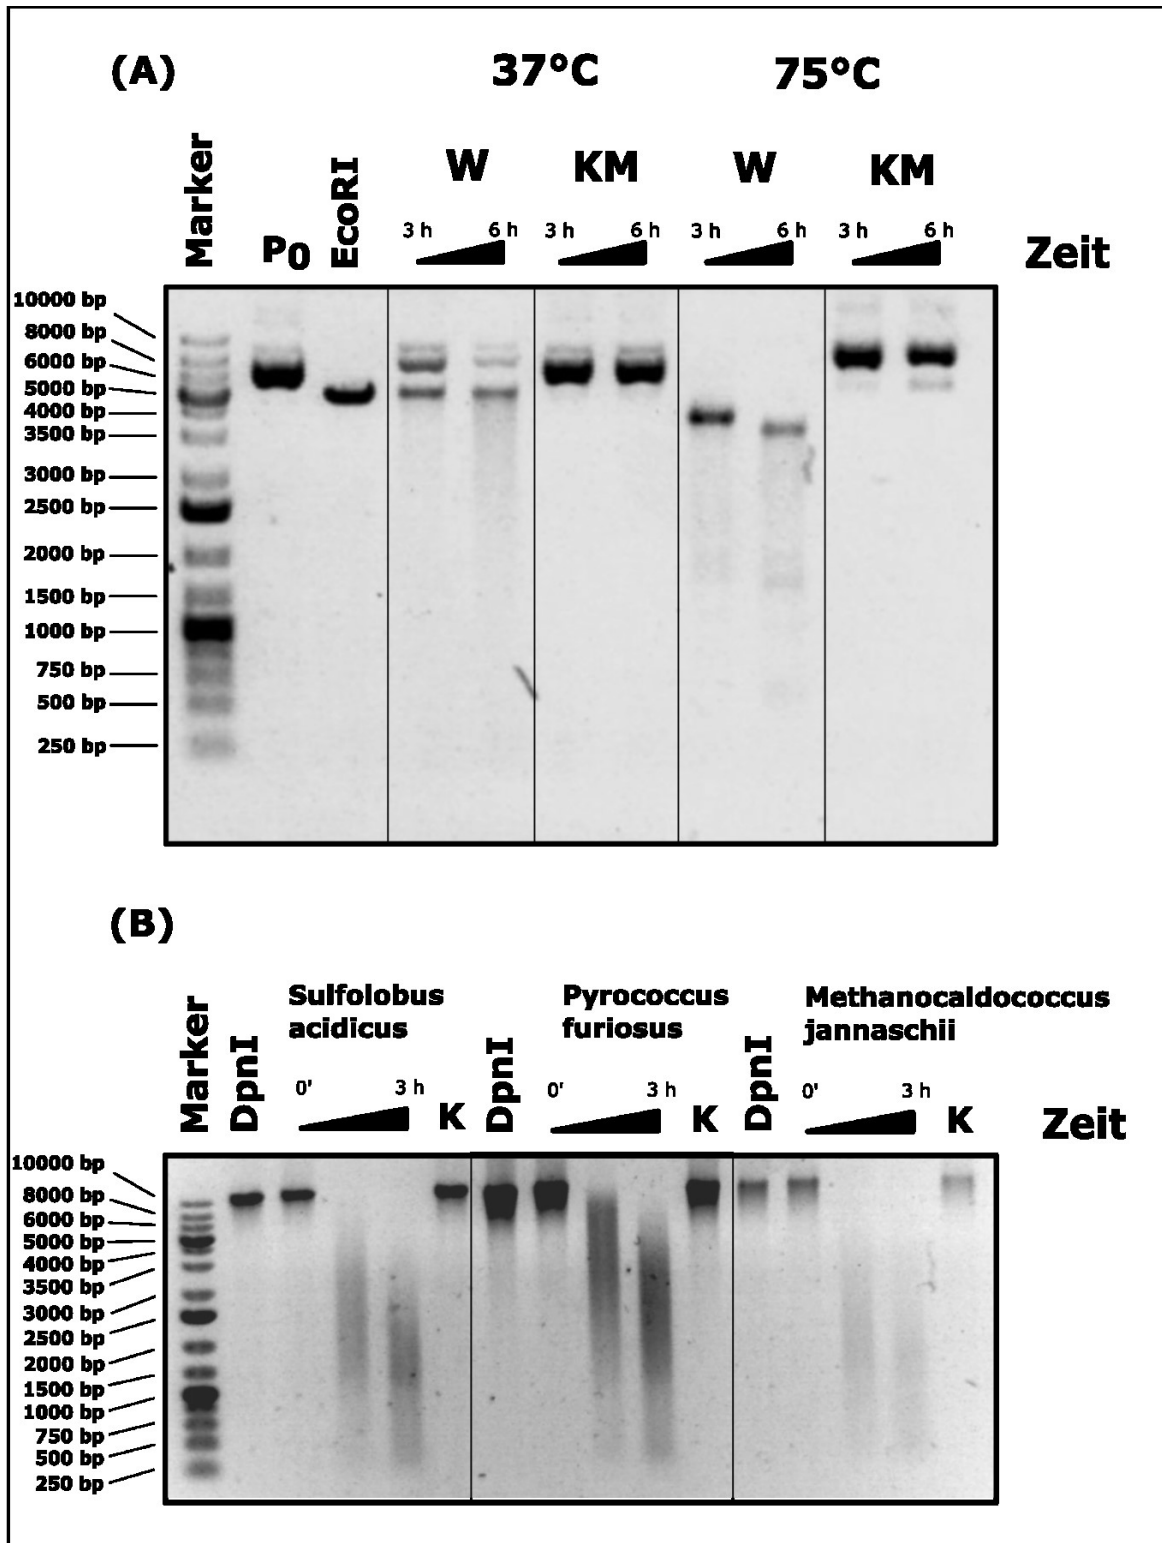 (A)
37°C
75°C
Marker
P0
EcoRI
W
KM
W
KM
3 h
6 h
3 h
6 h
3 h
6 h
3 h
6 h
Zeit
10000 bp
8000 bp
6000 bp
5000 bp
4000 bp
3500 bp
3000 bp
2500 bp
2000 bp
1500 bp
1000 bp
750 bp
500 bp
250 bp
(B)
Sulfolobus
acidicus
Pyrococcus
furiosus
Methanocaldococcus
jannaschii
Marker
DpnI
0'
3 h
K
DpnI
0'
3 h
K
DpnI
0'
3 h
K
Zeit
10000 bp
8000 bp
6000 bp
5000 bp
4000 bp
3500 bp
3000 bp
2500 bp
2000 bp
1500 bp
1000 bp
750 bp
500 bp
250 bp